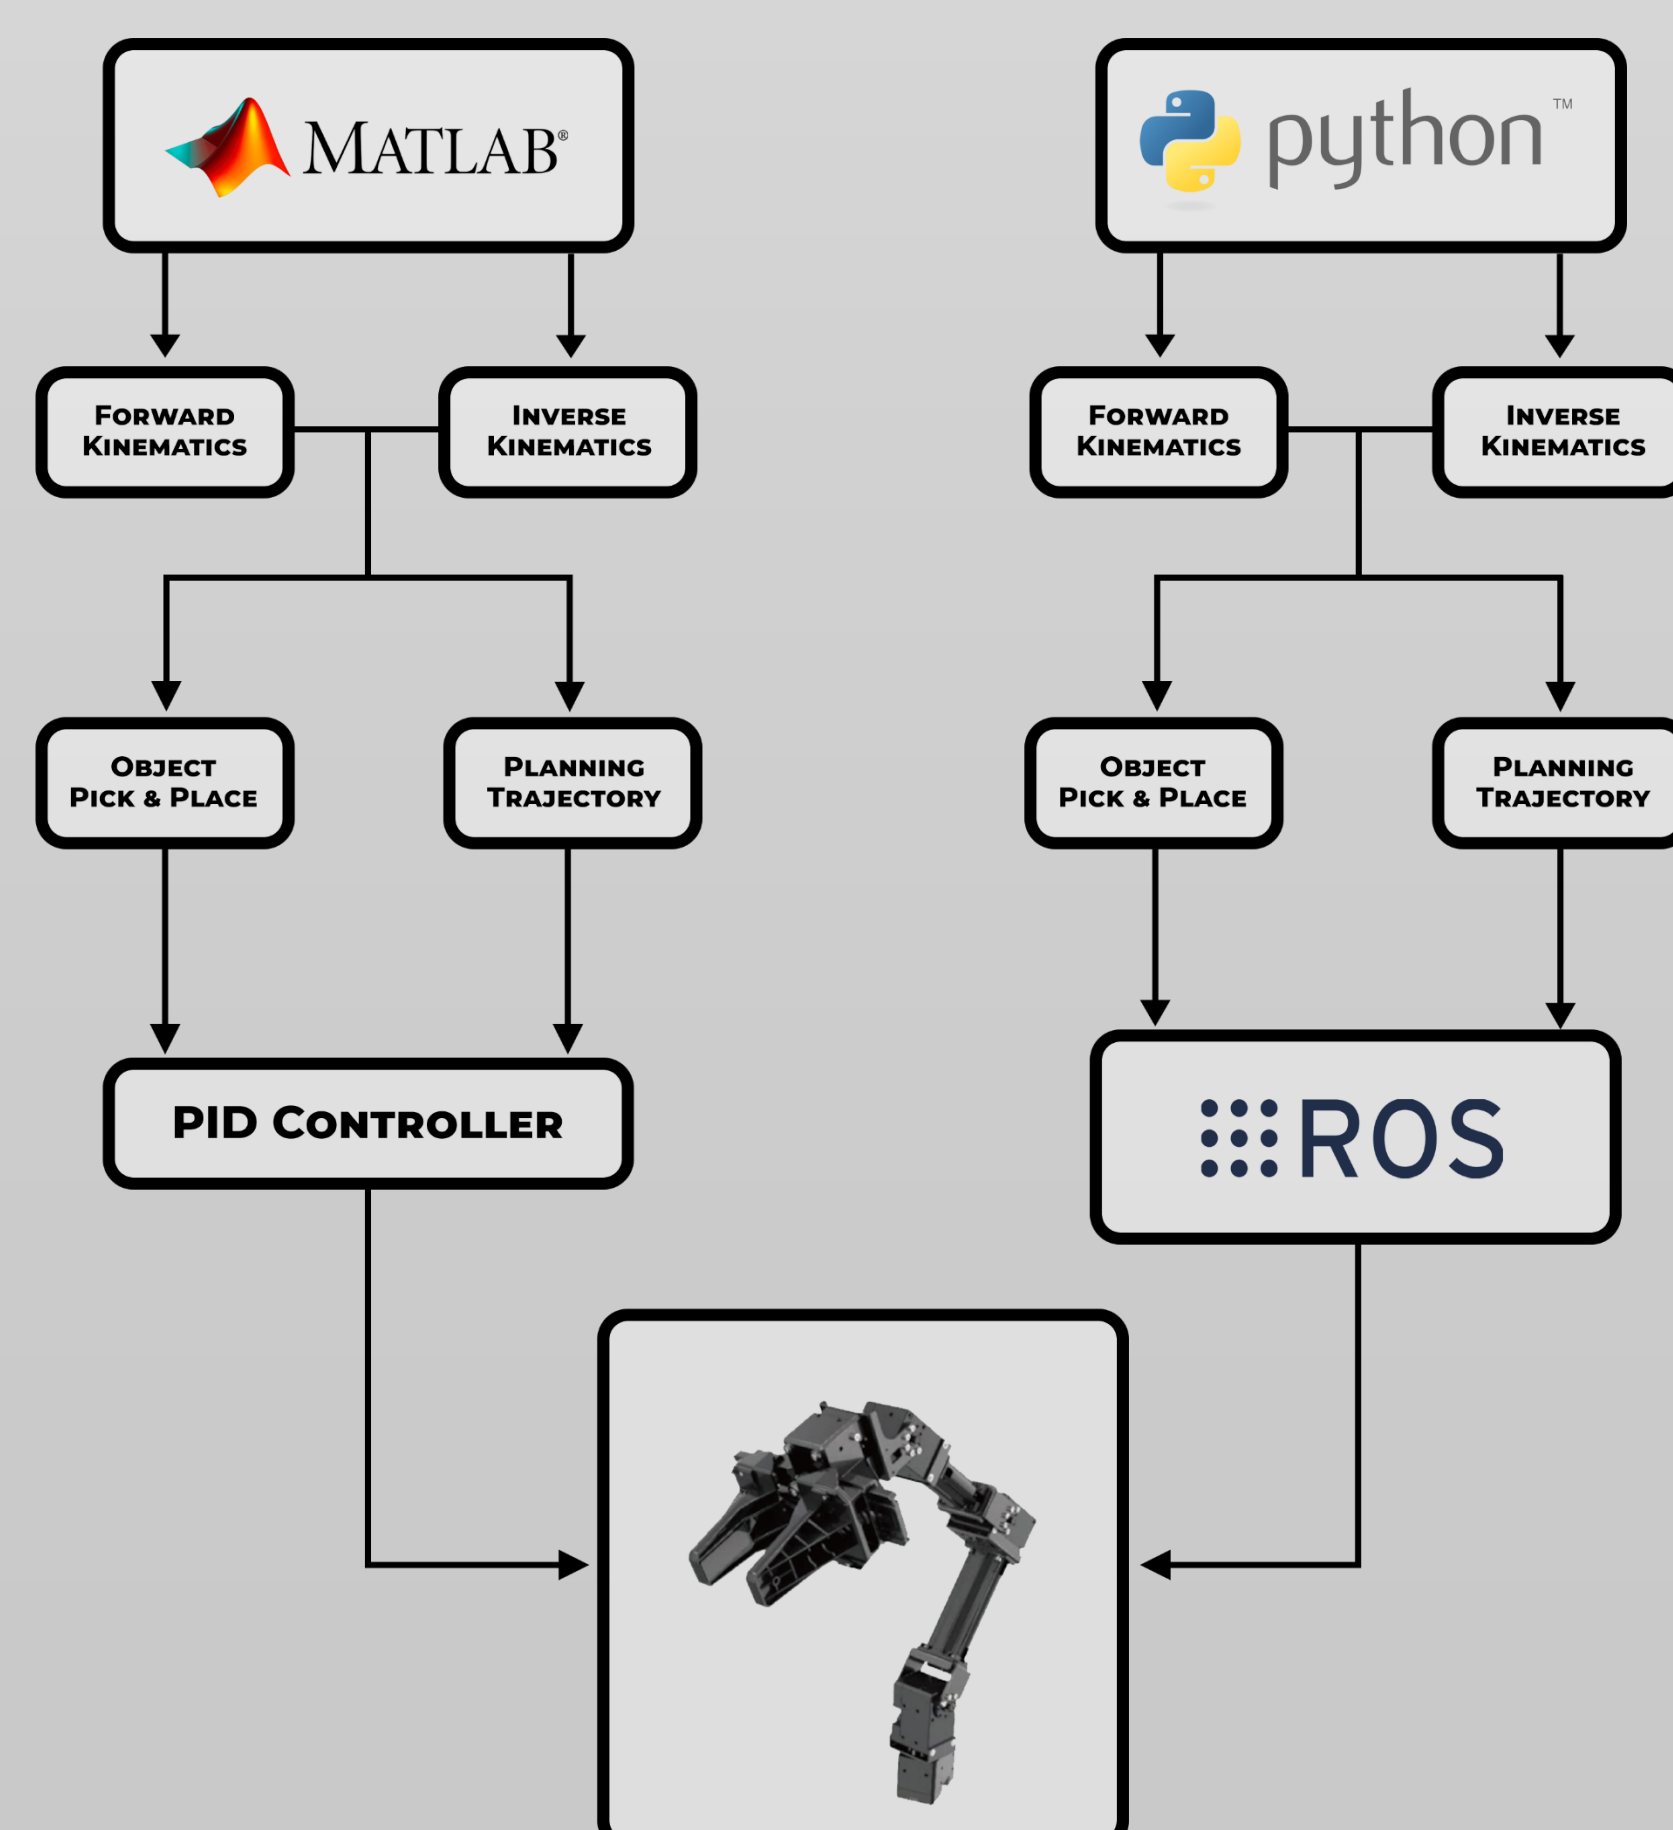 MATLAB®
python™
FORWARD
KINEMATICS
INVERSE
KINEMATICS
FORWARD
KINEMATICS
INVERSE
KINEMATICS
OBJECT
PICK & PLACE
PLANNING
TRAJECTORY
OBJECT
PICK & PLACE
PLANNING
TRAJECTORY
PID CONTROLLER
ROS